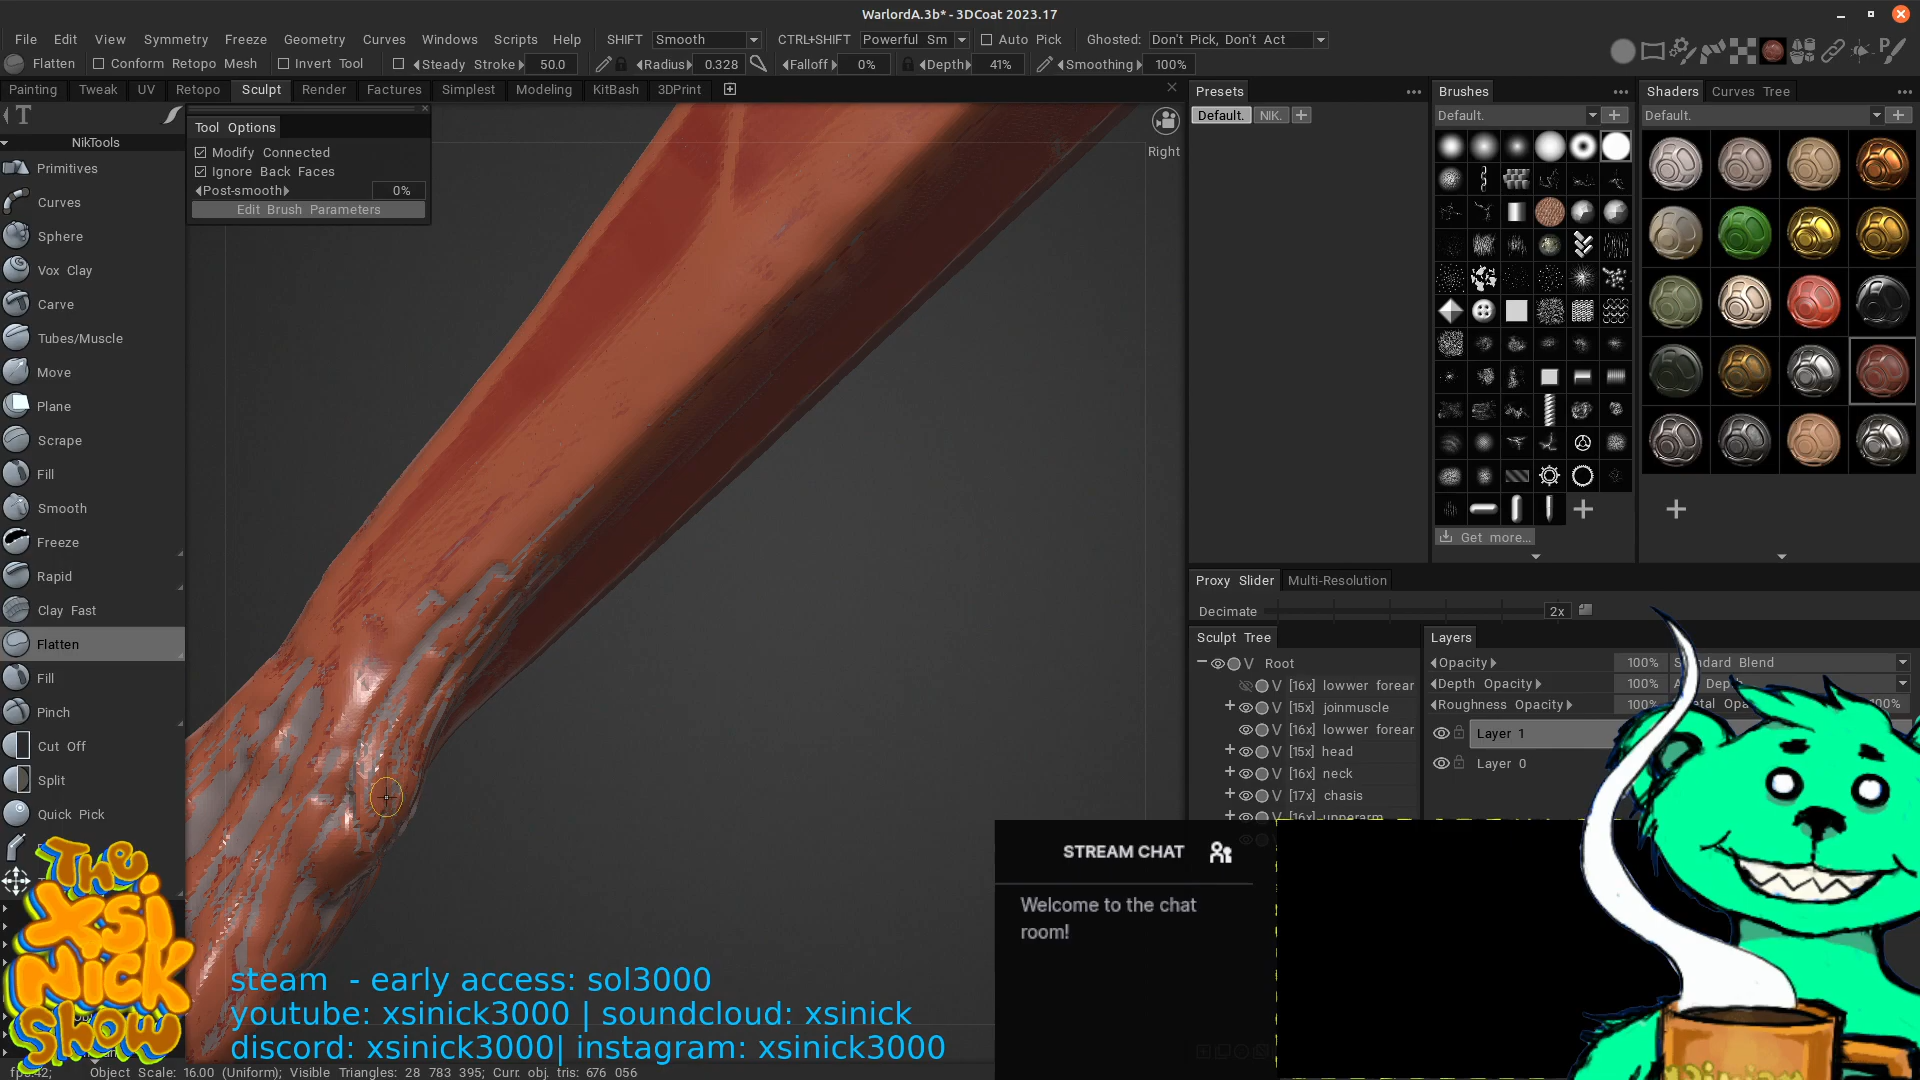 WarlordA.3b* - 3DCoat 2023.17
File Edit View Symmetry Freeze Geometry Curves Windows Scripts Help SHIFT Smooth CTRL+SHIFT Powerful Sm Auto Pick Ghosted: Don't Pick, Don't Act
Flatten Conform Retopo Mesh Invert Tool Steady Stroke 50.0 Radius 0.328 Falloff 0% Depth 41% Smoothing 100%
Painting Tweak UV Retopo Sculpt Render Factures Simplest Modeling KitBash 3DPrint
Presets
Default. NIK.
Brushes
Default.
Get more...
Shaders Curves Tree
Default.
NikTools
Primitives
Curves
Sphere
Vox Clay
Carve
Tubes/Muscle
Move
Plane
Scrape
Fill
Smooth
Freeze
Rapid
Clay Fast
Flatten
Fill
Pinch
Cut Off
Split
Quick Pick
Tool Options
Modify Connected
Ignore Back Faces
Post-smooth 0%
Edit Brush Parameters
Right
Proxy Slider Multi-Resolution
Decimate 2x
Sculpt Tree
Root
V [16x] lowwer forear
V [15x] joinmuscle
V [16x] lowwer forear
V [15x] head
V [16x] neck
V [17x] chasis
V [16x] upperarm
Layers
Opacity 100% Standard Blend
Depth Opacity 100%
Roughness Opacity 100%
Layer 1
Layer 0
STREAM CHAT
Welcome to the chat
room!
The
xsi
Nick
Show
steam - early access: sol3000
youtube: xsinick3000 | soundcloud: xsinick
discord: xsinick3000| instagram: xsinick3000
Object Scale: 16.00 (Uniform); Visible Triangles: 28 783 395; Curr. obj. tris: 676 056